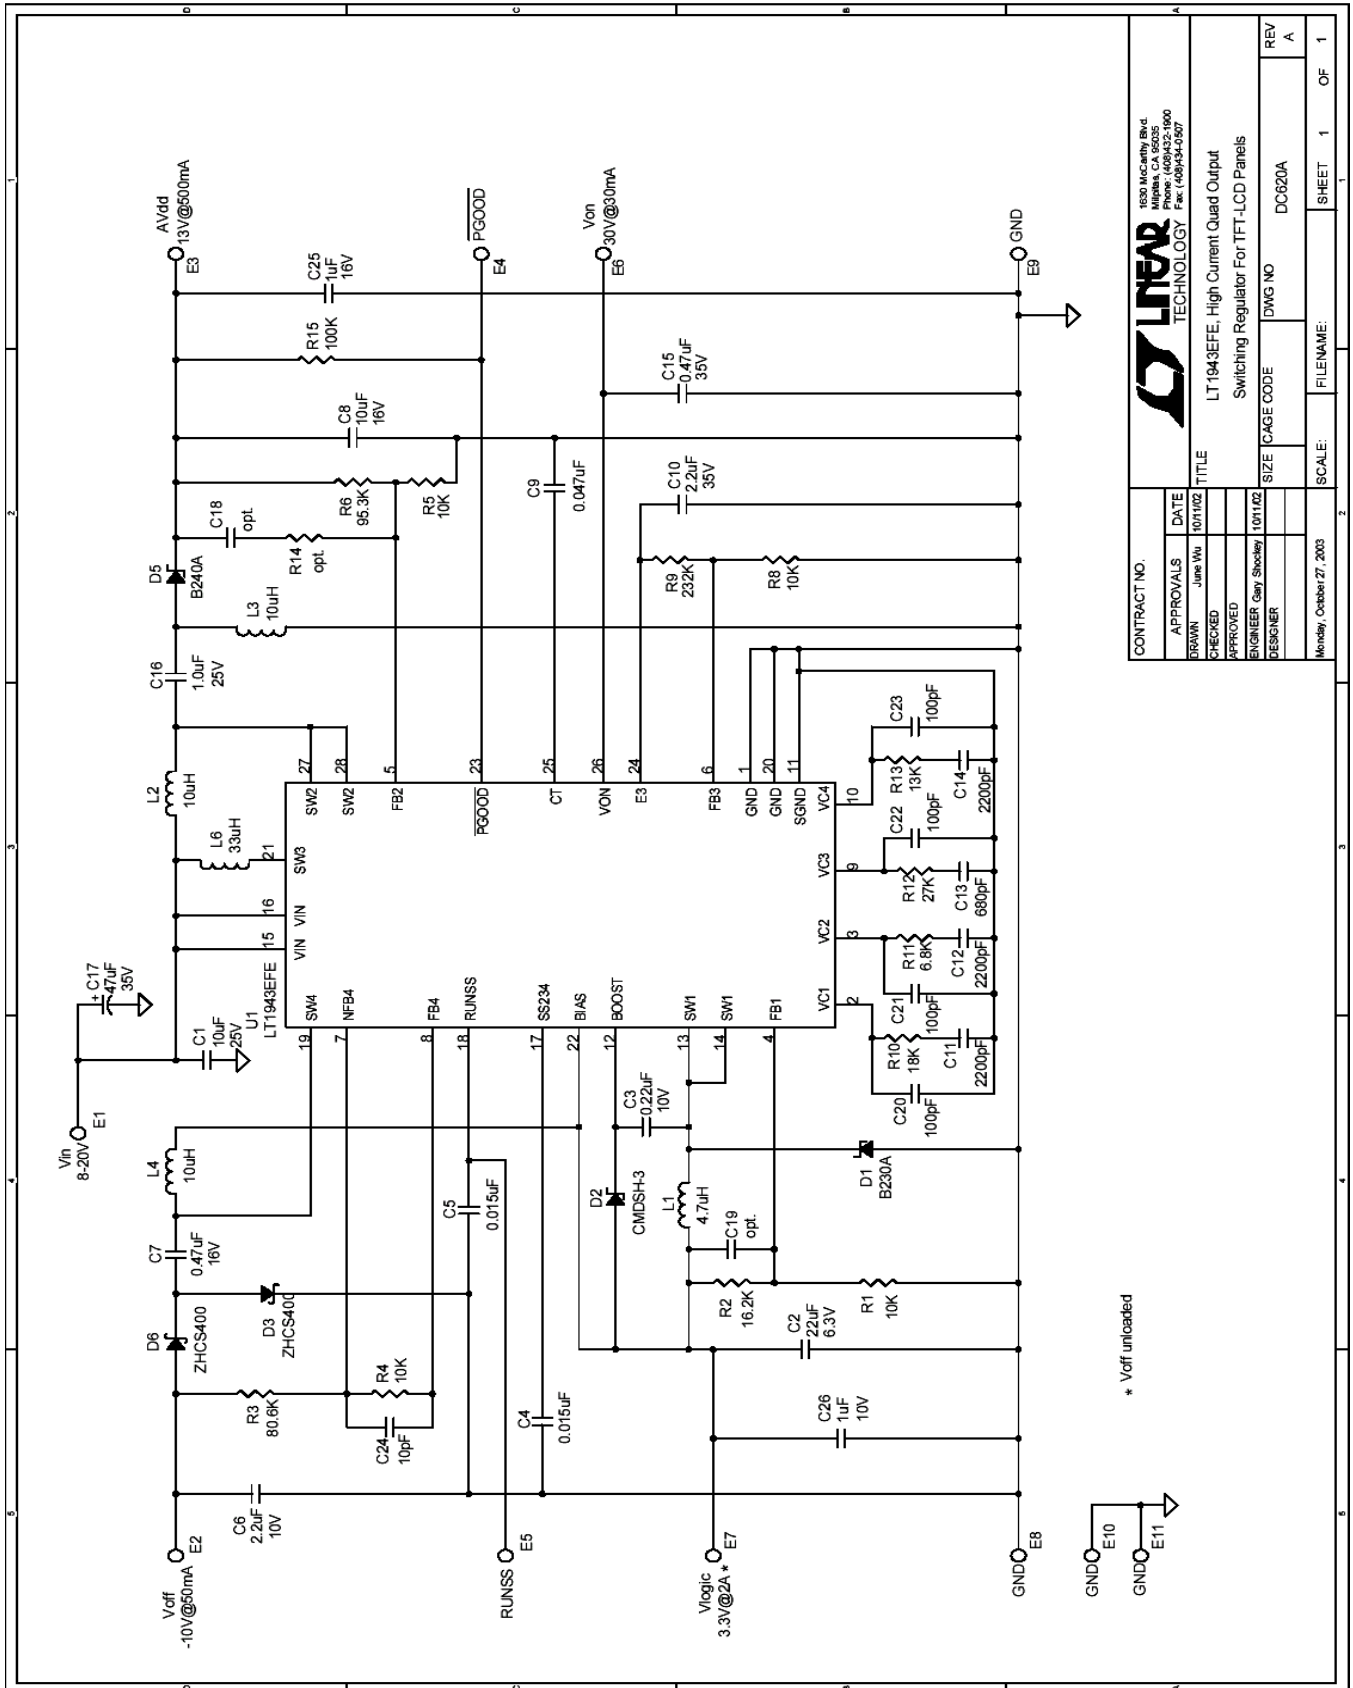 Vin
8-20V
E1
C17
47uF
35V
+
C1
10uF
25V
U1
LT1943EFE
L4
10uH
C7
0.47uF
16V
D6
ZHCS400
D3
ZHCS400
Voff
-10V@50mA
E2
C6
2.2uF
10V
R3
80.6K
R4
10K
C24
10pF
C5
0.015uF
C4
0.015uF
RUNSS
E5
D2
CMDSH-3
C3
0.22uF
10V
L1
4.7uH
C19
opt.
R2
16.2K
R1
10K
C2
22uF
6.3V
D1
B230A
C26
1uF
10V
Vlogic
3.3V@2A *
E7
GND
E8
GND
E10
GND
E11
* Voff unloaded
L2
10uH
L6
33uH
C16
1.0uF
25V
L3
10uH
D5
B240A
C18
opt.
R14
opt.
R6
95.3K
R5
10K
C8
10uF
16V
R15
100K
C25
1uF
16V
AVdd
13V@500mA
E3
PGOOD
E4
C9
0.047uF
Von
30V@30mA
E6
C15
0.47uF
35V
C10
2.2uF
35V
R9
232K
R8
10K
GND
E9
SW4
19
NFB4
7
FB4
8
RUNSS
18
SS234
17
BIAS
22
BOOST
12
SW1
13
SW1
14
FB1
4
VIN
15
VIN
16
SW3
21
SW2
27
SW2
28
FB2
5
PGOOD
23
CT
25
VON
26
E3
24
FB3
6
GND
1
GND
20
SGND
11
VC1
2
VC2
3
VC3
9
VC4
10
C20
100pF
R10
18K
C11
2200pF
C21
100pF
R11
6.8K
C12
2200pF
R12
27K
C13
680pF
C22
100pF
R13
13K
C14
2200pF
C23
100pF
CONTRACT NO.
APPROVALS
DATE
DRAWN
June Wu
10/11/02
CHECKED
APPROVED
ENGINEER
Gary Shockey
10/11/02
DESIGNER
Monday, October 27, 2003
LINEAR
TECHNOLOGY
1630 McCarthy Blvd.
Milpitas, CA 95035
Phone: (408)432-1900
Fax: (408)434-0507
TITLE
LT1943EFE, High Current Quad Output
Switching Regulator For TFT-LCD Panels
SIZE
CAGE CODE
DWG NO
DC620A
REV
A
SCALE:
FILENAME:
SHEET 1 OF 1
5
4
3
2
1
5
4
3
2
1
D
C
B
A
D
C
B
A